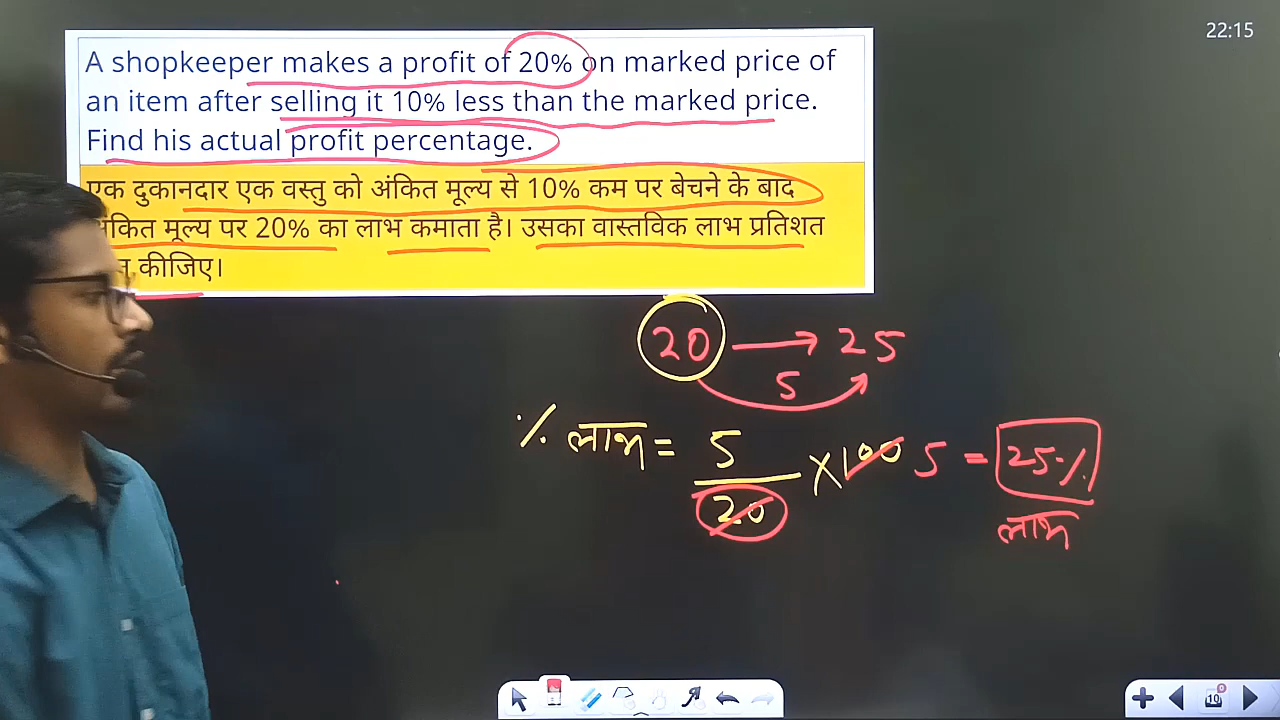 22:15
A shopkeeper makes a profit of 20% on marked price of
an item after selling it 10% less than the marked price.
Find his actual profit percentage.
एक दुकानदार एक वस्तु को अंकित मूल्य से 10% कम पर बेचने के बाद
अंकित मूल्य पर 20% का लाभ कमाता है। उसका वास्तविक लाभ प्रतिशत
कीजिए।
20 → 25
5
% लाभ = 5/20 ×100 5 = 25%
लाभ
10